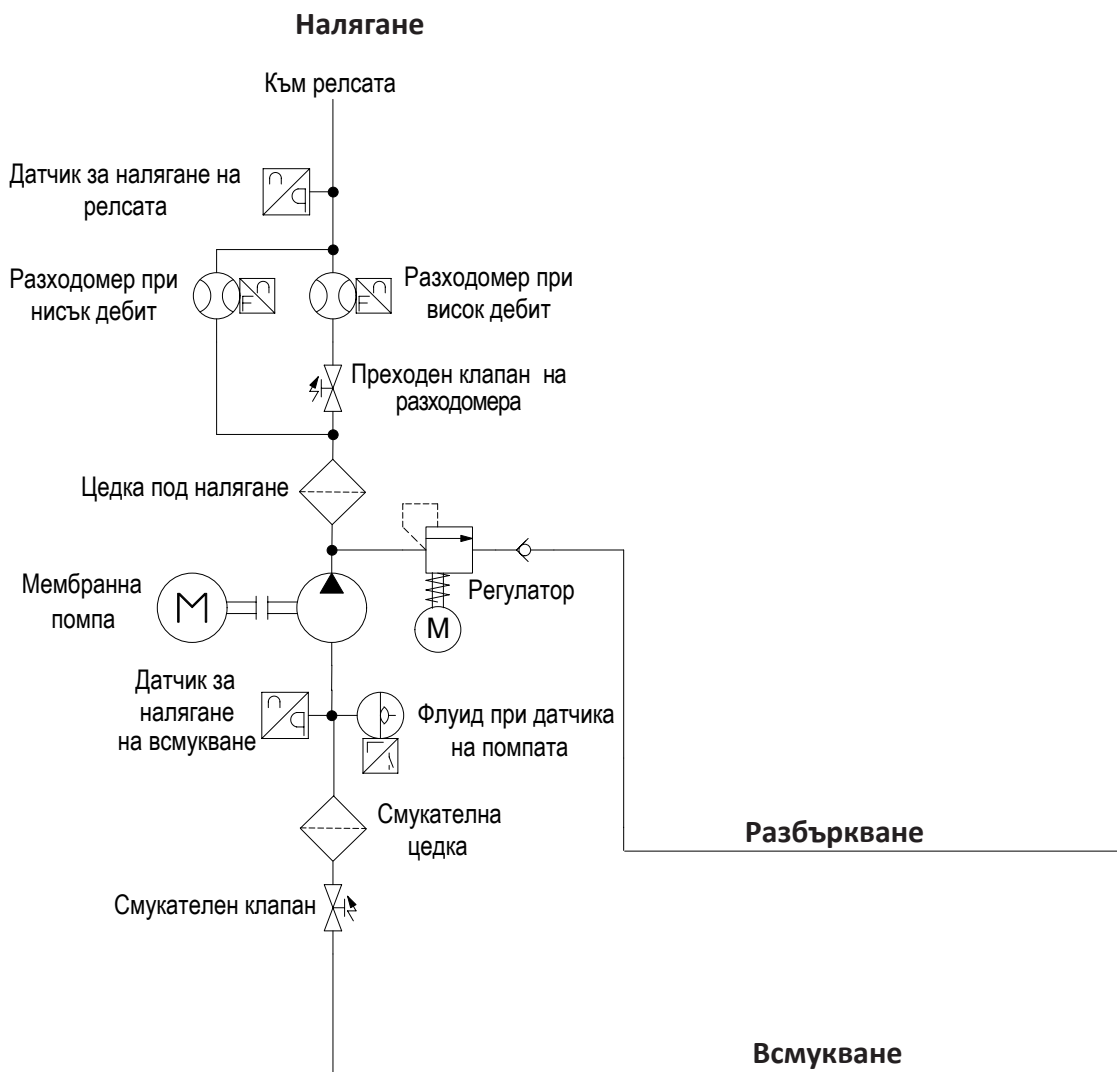 Налягане
Към релсата
Датчик за налягане на
релсата
Разходомер при
нисък дебит
Разходомер при
висок дебит
Преходен клапан на
разходомера
Цедка под налягане
Мембранна
помпа
M
M
Регулатор
Датчик за
налягане
на всмукване
Флуид при датчика
на помпата
Смукателна
цедка
Разбъркване
Смукателен клапан
Всмукване